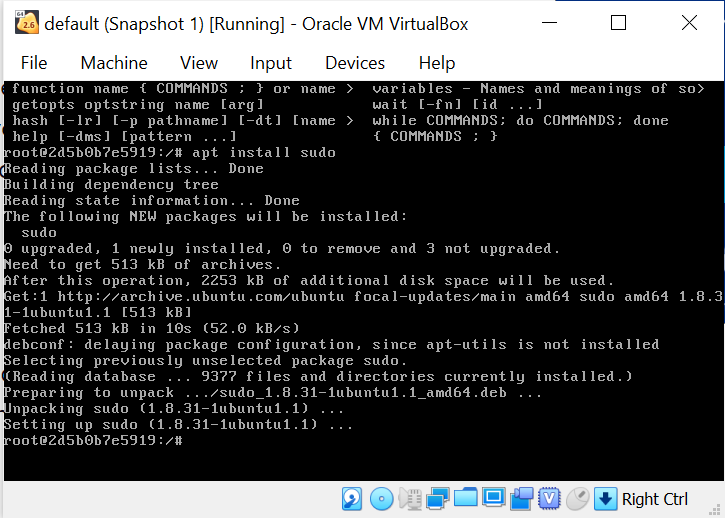 64
2.6
default (Snapshot 1) [Running] - Oracle VM VirtualBox
File Machine View Input Devices Help
function name { COMMANDS ; } or name > variables - Names and meanings of so>
getopts optstring name [arg] wait [-fn] [id ...]
hash [-lr] [-p pathname] [-dt] [name > while COMMANDS; do COMMANDS; done
help [-dms] [pattern ...] { COMMANDS ; }
root@2d5b0b7e5919:/# apt install sudo
Reading package lists... Done
Building dependency tree
Reading state information... Done
The following NEW packages will be installed:
sudo
0 upgraded, 1 newly installed, 0 to remove and 3 not upgraded.
Need to get 513 kB of archives.
After this operation, 2253 kB of additional disk space will be used.
Get:1 http://archive.ubuntu.com/ubuntu focal-updates/main amd64 sudo amd64 1.8.3
1-1ubuntu1.1 [513 kB]
Fetched 513 kB in 10s (52.0 kB/s)
debconf: delaying package configuration, since apt-utils is not installed
Selecting previously unselected package sudo.
(Reading database ... 9377 files and directories currently installed.)
Preparing to unpack .../sudo_1.8.31-1ubuntu1.1_amd64.deb ...
Unpacking sudo (1.8.31-1ubuntu1.1) ...
Setting up sudo (1.8.31-1ubuntu1.1) ...
root@2d5b0b7e5919:/#
Right Ctrl